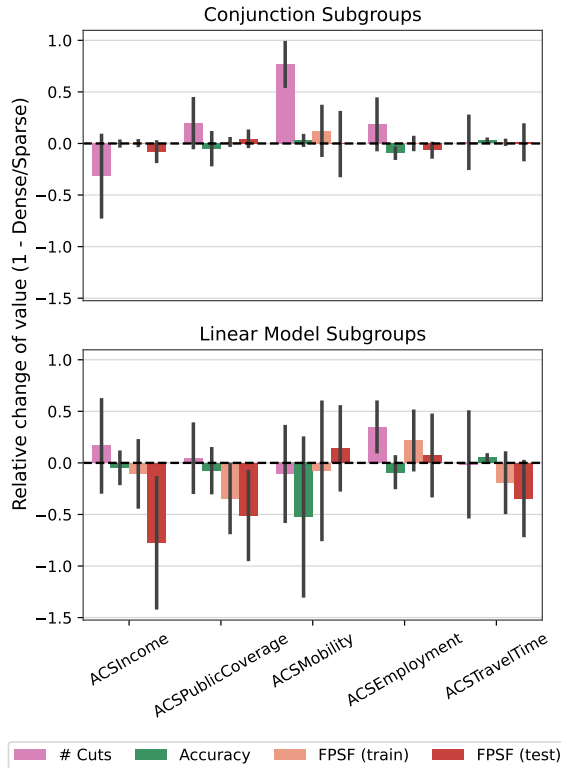 Conjunction Subgroups
1.0
0.5
0.0
−0.5
−1.0
−1.5
Relative change of value (1 - Dense/Sparse)
Linear Model Subgroups
1.0
0.5
0.0
−0.5
−1.0
−1.5
ACSIncome
ACSPublicCoverage
ACSMobility
ACSEmployment
ACSTravelTime
# Cuts Accuracy FPSF (train) FPSF (test)